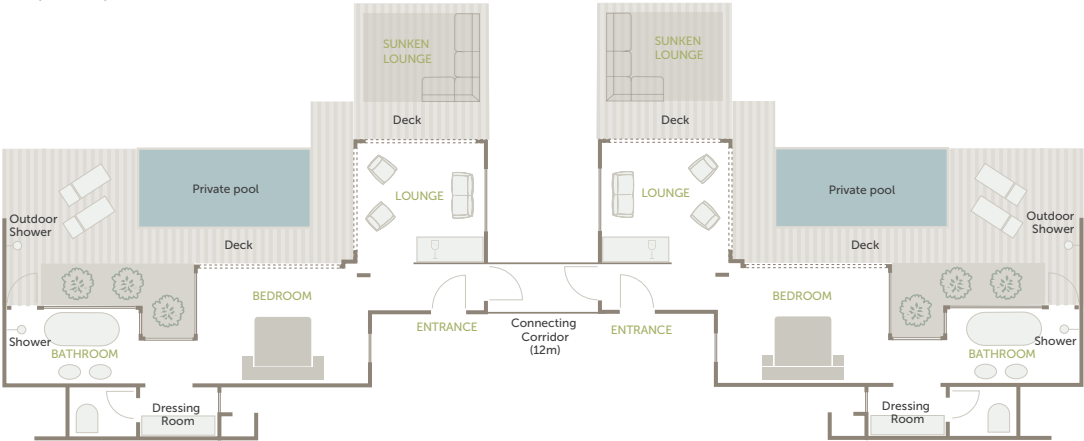 SUNKEN
LOUNGE
SUNKEN
LOUNGE
Deck
Deck
Private pool
LOUNGE
LOUNGE
Private pool
Outdoor
Shower
Deck
Deck
Outdoor
Shower
BEDROOM
BEDROOM
ENTRANCE
Connecting
Corridor
(12m)
ENTRANCE
Shower
BATHROOM
BATHROOM
Shower
Dressing
Room
Dressing
Room